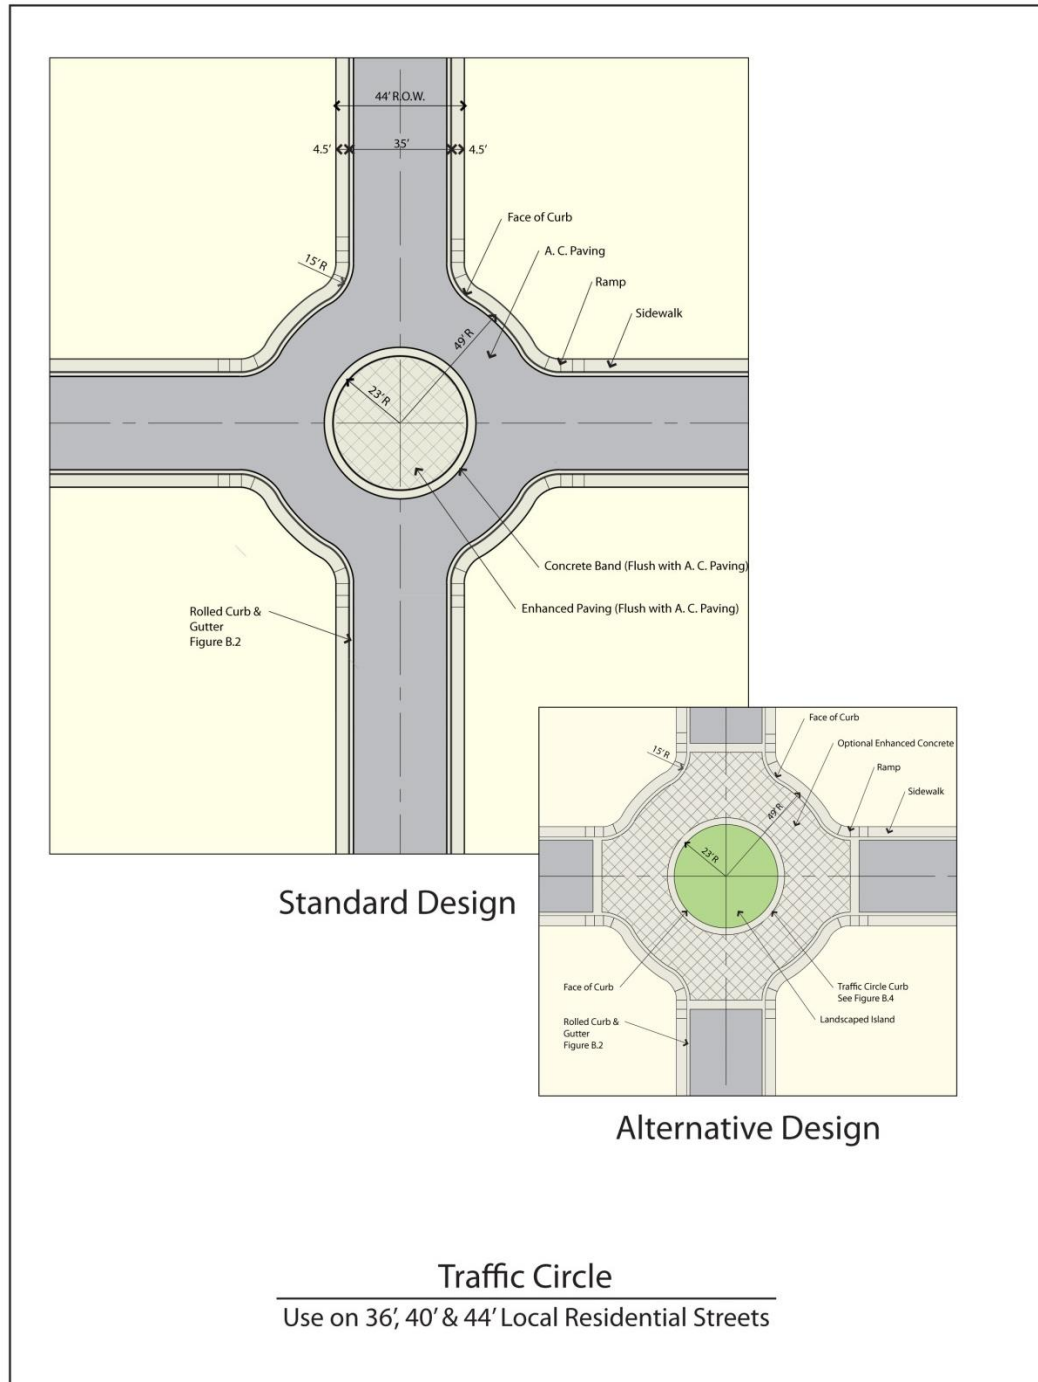 44' R.O.W.
4.5'
35'
4.5'
Face of Curb
A. C. Paving
15' R
Ramp
Sidewalk
49' R
23' R
Concrete Band (Flush with A. C. Paving)
Enhanced Paving (Flush with A. C. Paving)
Rolled Curb &
Gutter
Figure B.2
Standard Design
Face of Curb
Optional Enhanced Concrete
15' R
Ramp
Sidewalk
49' R
23' R
Face of Curb
Traffic Circle Curb
See Figure B.4
Landscaped Island
Rolled Curb &
Gutter
Figure B.2
Alternative Design
Traffic Circle
Use on 36', 40' & 44' Local Residential Streets